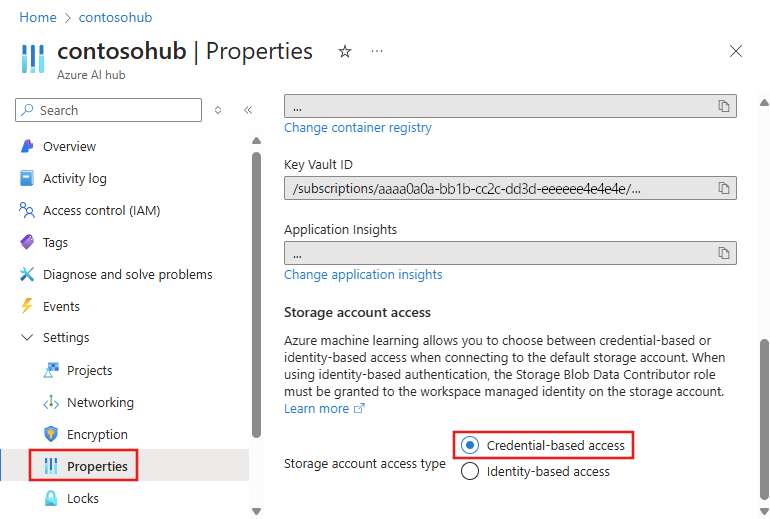 Home > contosohub
contosohub | Properties
Azure AI hub
Search
Overview
Activity log
Access control (IAM)
Tags
Diagnose and solve problems
Events
Settings
Projects
Networking
Encryption
Properties
Locks
...
Change container registry
Key Vault ID
/subscriptions/aaaa0a0a-bb1b-cc2c-dd3d-eeeeee4e4e4e/...
Application Insights
...
Change application insights
Storage account access
Azure machine learning allows you to choose between credential-based or
identity-based access when connecting to the default storage account. When
using identity-based authentication, the Storage Blob Data Contributor role
must be granted to the workspace managed identity on the storage account.
Learn more
Storage account access type
Credential-based access
Identity-based access